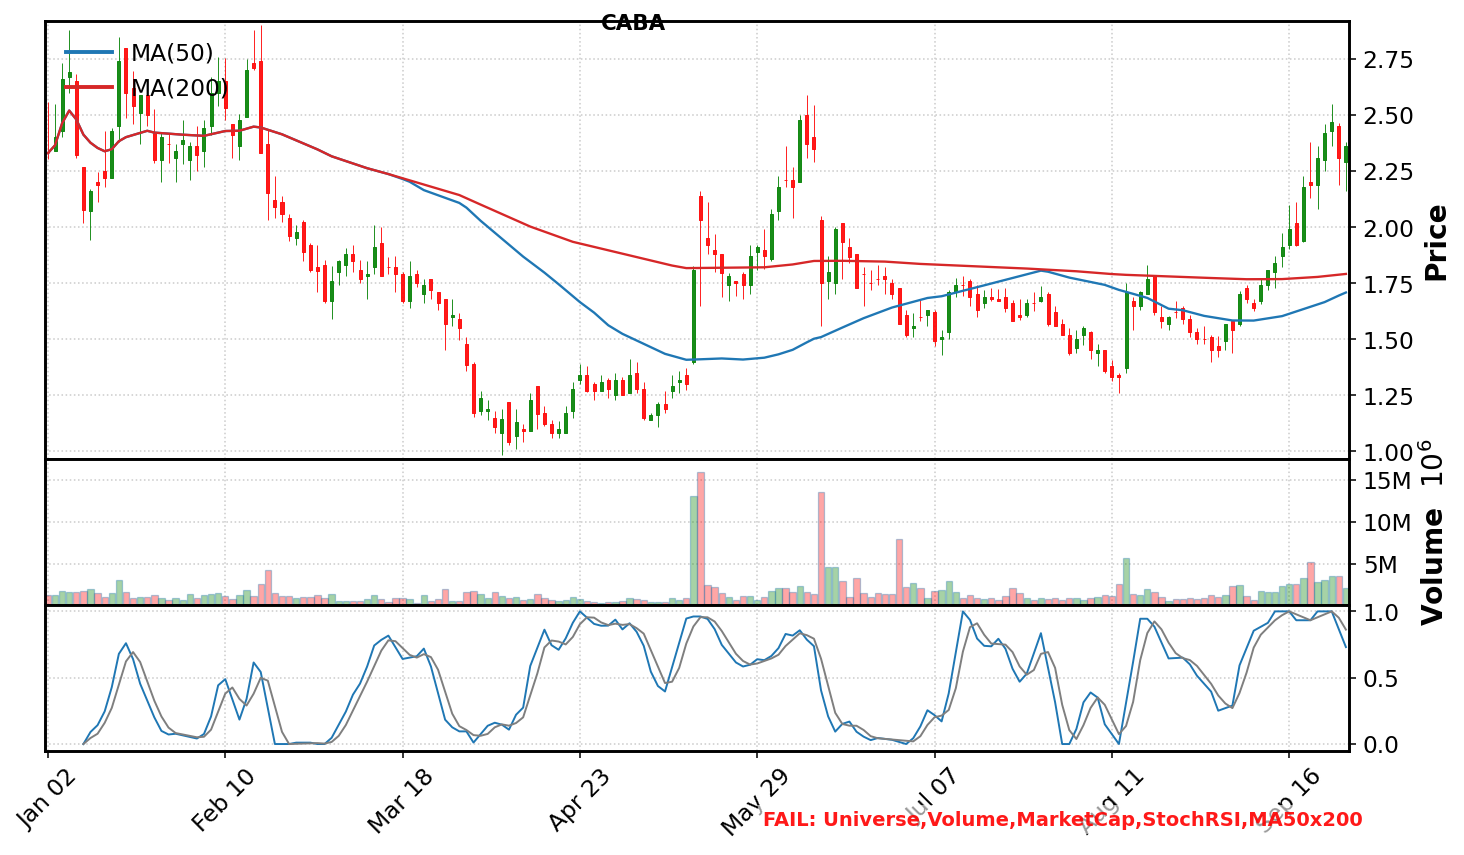 CABA
MA(50)
MA(200)
2.75
2.50
2.25
2.00
1.75
1.50
1.25
1.00
Price
15M
10M
5M
Volume 10^6
1.0
0.5
0.0
Jan 02
Feb 10
Mar 18
Apr 23
May 29
Jul 07
Aug 11
Sep 16
FAIL: Universe,Volume,MarketCap,StochRSI,MA50x200